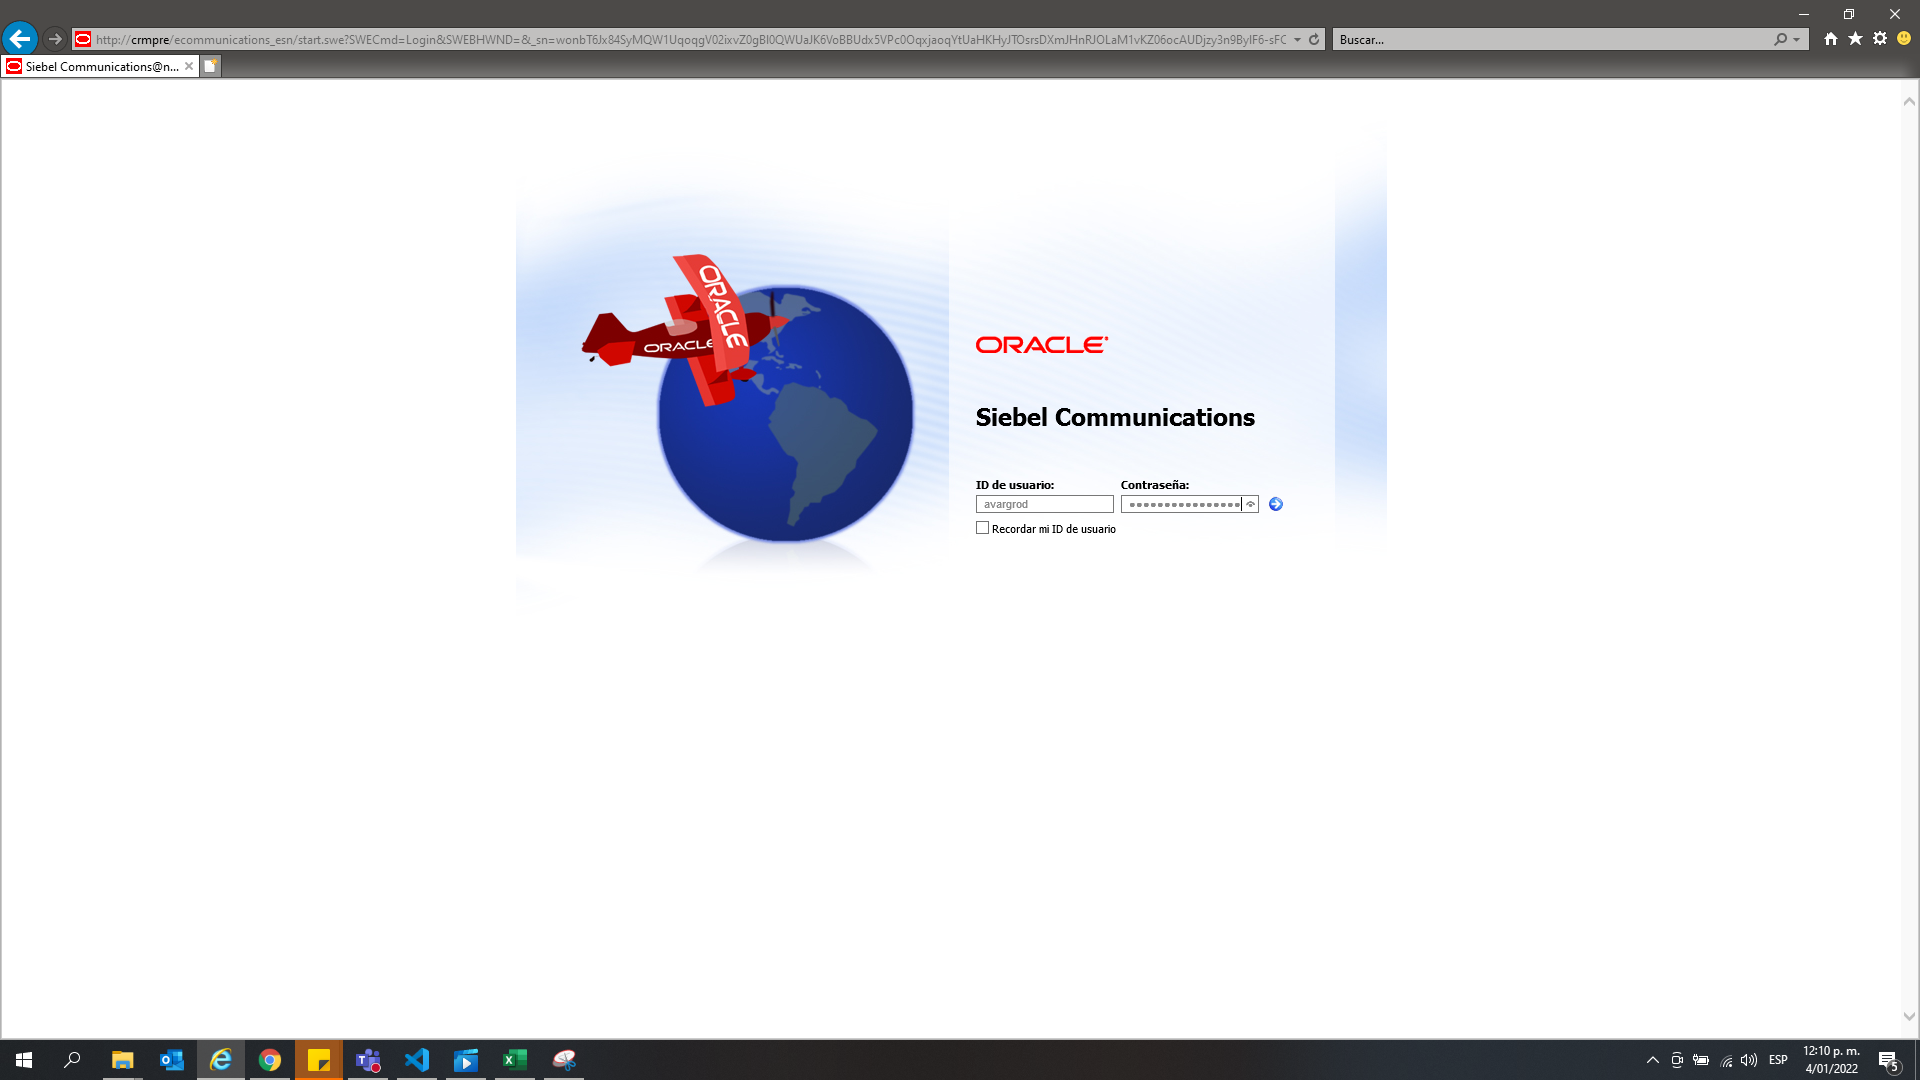 http://crmpre/ecommunications_esn/start.swe?SWECmd=Login&SWEBHWND=&_sn=wonbT6Jx84SyMQW1UqoqgV02ixvZ0gBI0QWUaJK6VoBBUdx5VPc0OqxjaoqYtUaHKHyJTOsrsDXmJHnRJOLaM1vKZ06ocAUDjzy3n9ByIF6-sFC
Buscar...
Siebel Communications@n...
ORACLE
ORACLE
ORACLE
Siebel Communications
ID de usuario: Contraseña:
avargrod
Recordar mi ID de usuario
ESP
12:10 p. m.
4/01/2022
5